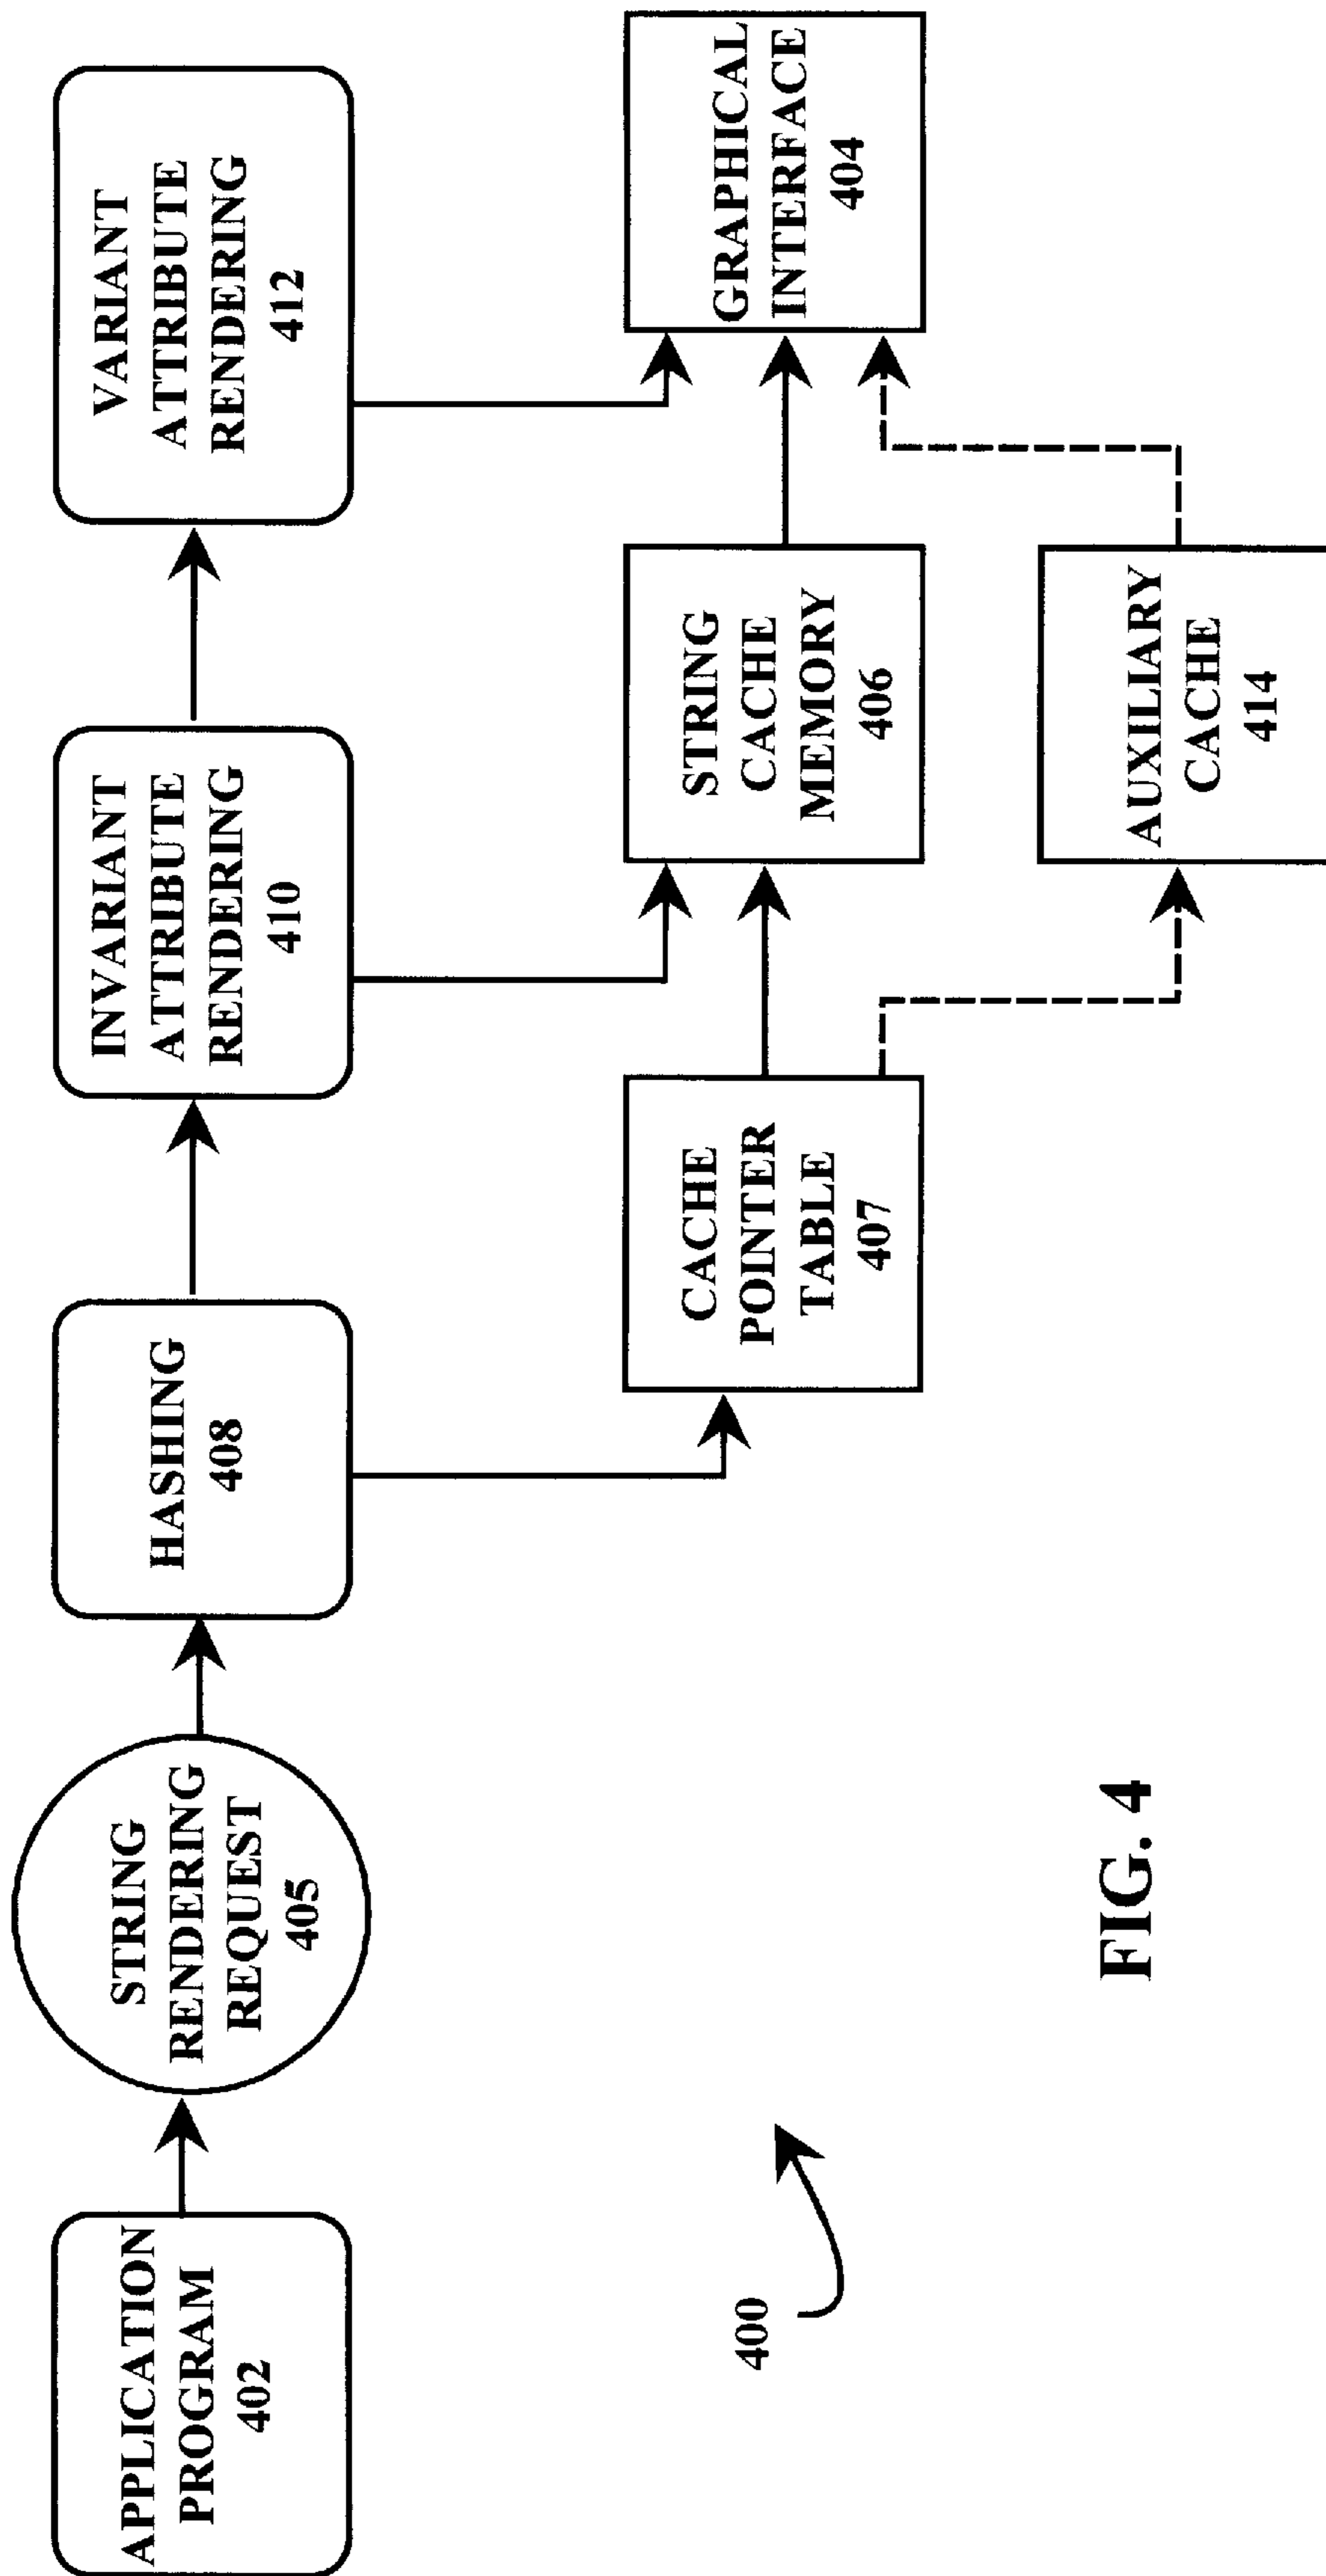 APPLICATION
PROGRAM
402
STRING
RENDERING
REQUEST
405
HASHING
408
INVARIANT
ATTRIBUTE
RENDERING
410
VARIANT
ATTRIBUTE
RENDERING
412
CACHE
POINTER
TABLE
407
STRING
CACHE
MEMORY
406
GRAPHICAL
INTERFACE
404
AUXILIARY
CACHE
414
400
FIG. 4